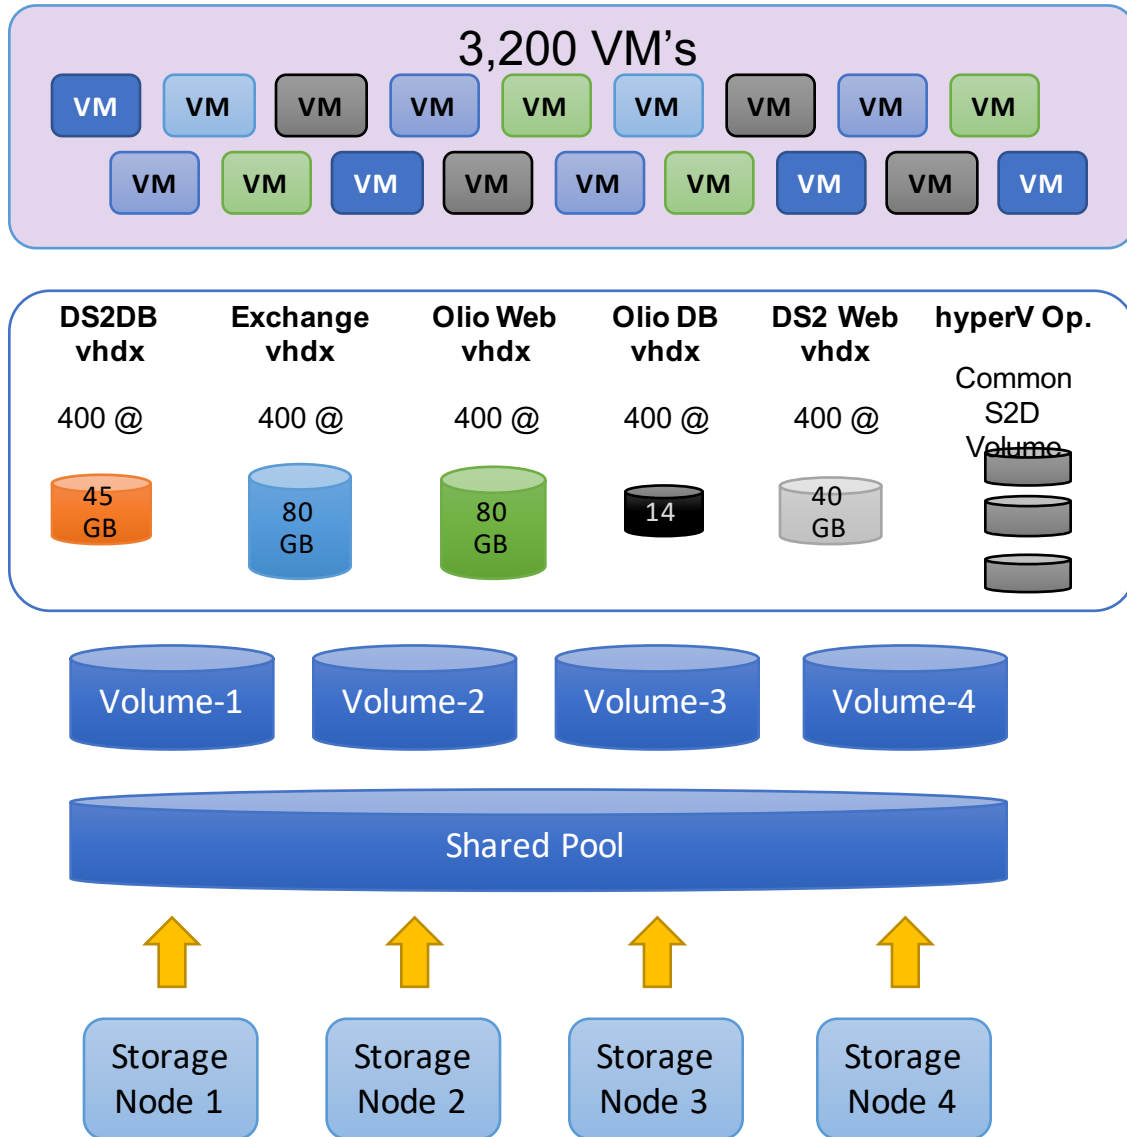 3,200 VM’s
VM VM VM VM VM VM VM VM VM
VM VM VM VM VM VM VM VM VM
DS2DB
vhdx
Exchange
vhdx
Olio Web
vhdx
Olio DB
vhdx
DS2 Web
vhdx
hyperV Op.
Common
S2D
Volume
400 @
400 @
400 @
400 @
400 @
45
GB
80
GB
80
GB
14
40
GB
Volume-1
Volume-2
Volume-3
Volume-4
Shared Pool
Storage
Node 1
Storage
Node 2
Storage
Node 3
Storage
Node 4